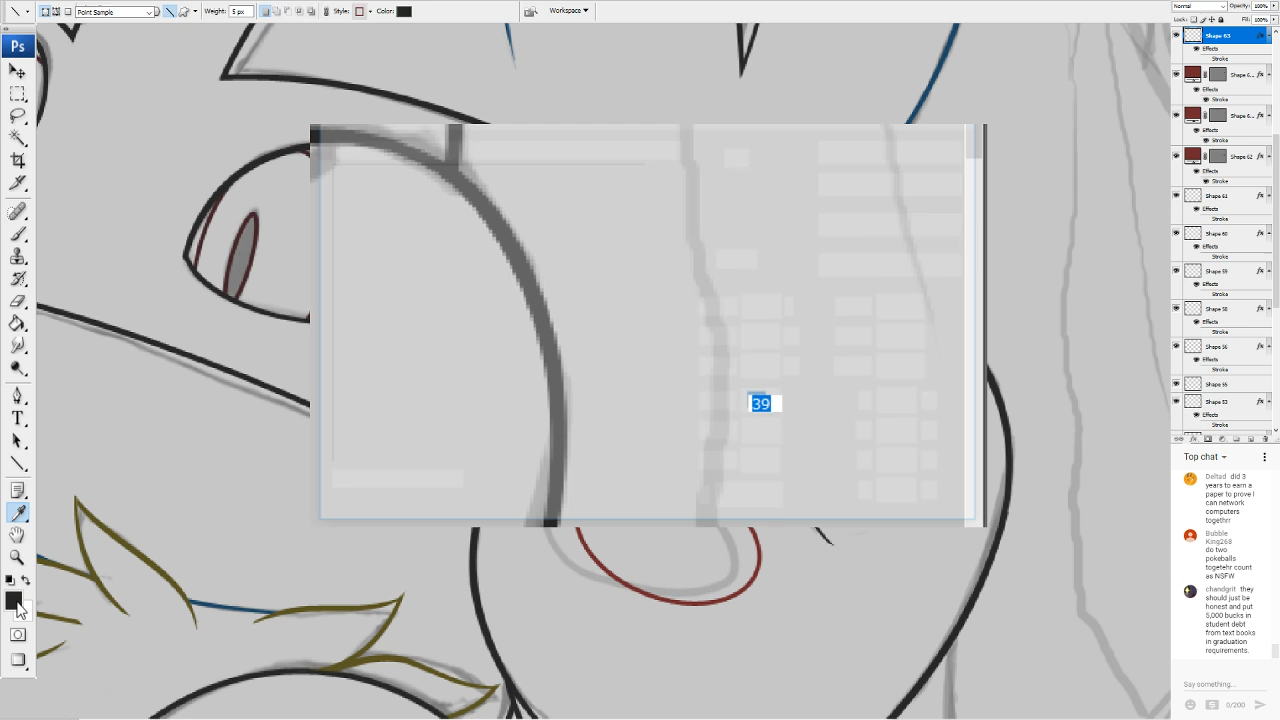 Point Sample
Weight: 5 px
Style:
Color:
Workspace
Normal
Opacity: 100%
Lock:
Fill: 100%
Ps
T
Shape 63
Effects
Stroke
Shape 6...
Effects
Stroke
Shape 6...
Effects
Stroke
Shape 62
Effects
Stroke
Shape 61
Effects
Stroke
Shape 60
Effects
Stroke
Shape 59
Effects
Stroke
Shape 58
Effects
Stroke
Shape 56
Effects
Stroke
Shape 55
Shape 53
Effects
Stroke
39
Top chat
Deltad did 3
years to earn a
paper to prove I
can network
computers
togethrr
Bubble
King268
do two
pokeballs
togetehr count
as NSFW
chandgrit they
should just be
honest and put
5,000 bucks in
student debt
from text books
in graduation
requirements.
Say something...
0/200